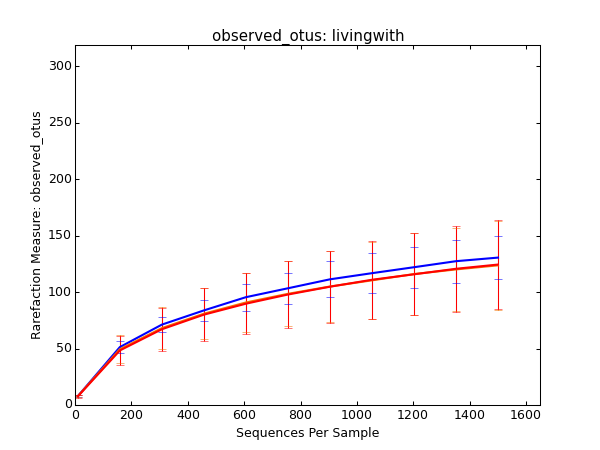 observed_otus: livingwith
Rarefaction Measure: observed_otus
300
250
200
150
100
50
0
0 200 400 600 800 1000 1200 1400 1600
Sequences Per Sample